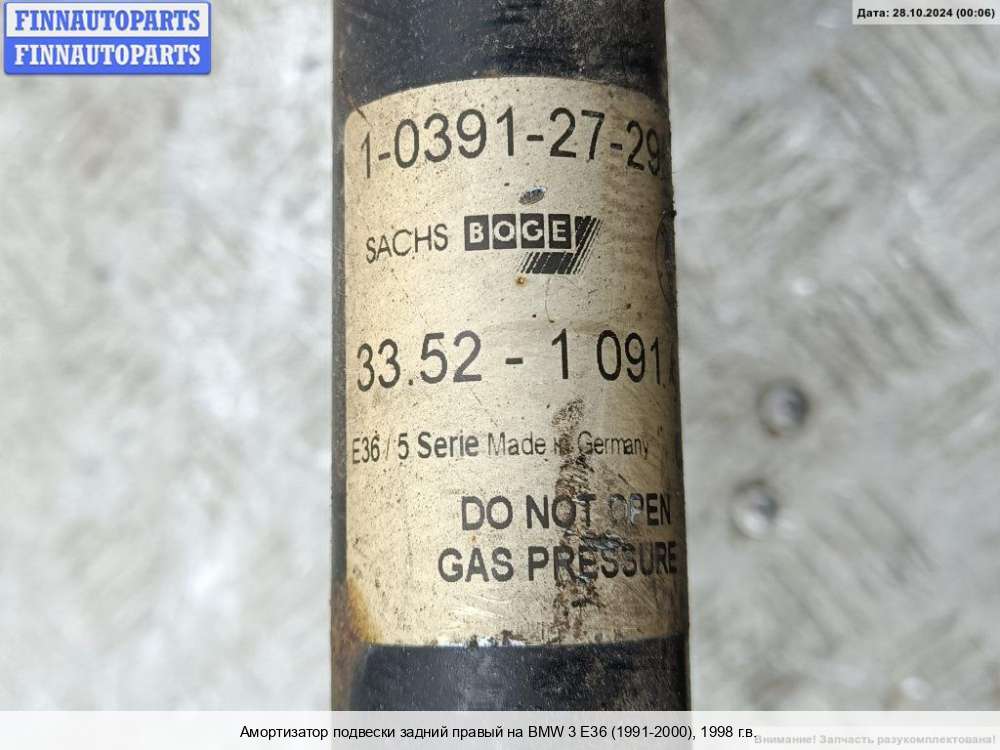 FINNAUTOPARTS
FINNAUTOPARTS
Дата: 28.10.2024 (00:06)
1-0391-27-29
SACHS BOGE
33.52 - 1 091.
E36 / 5 Serie Made in Germany
DO NOT OPEN
GAS PRESSURE
Амортизатор подвески задний правый на BMW 3 E36 (1991-2000), 1998 г.в.
Внимание! Запчасть разукомплектована!